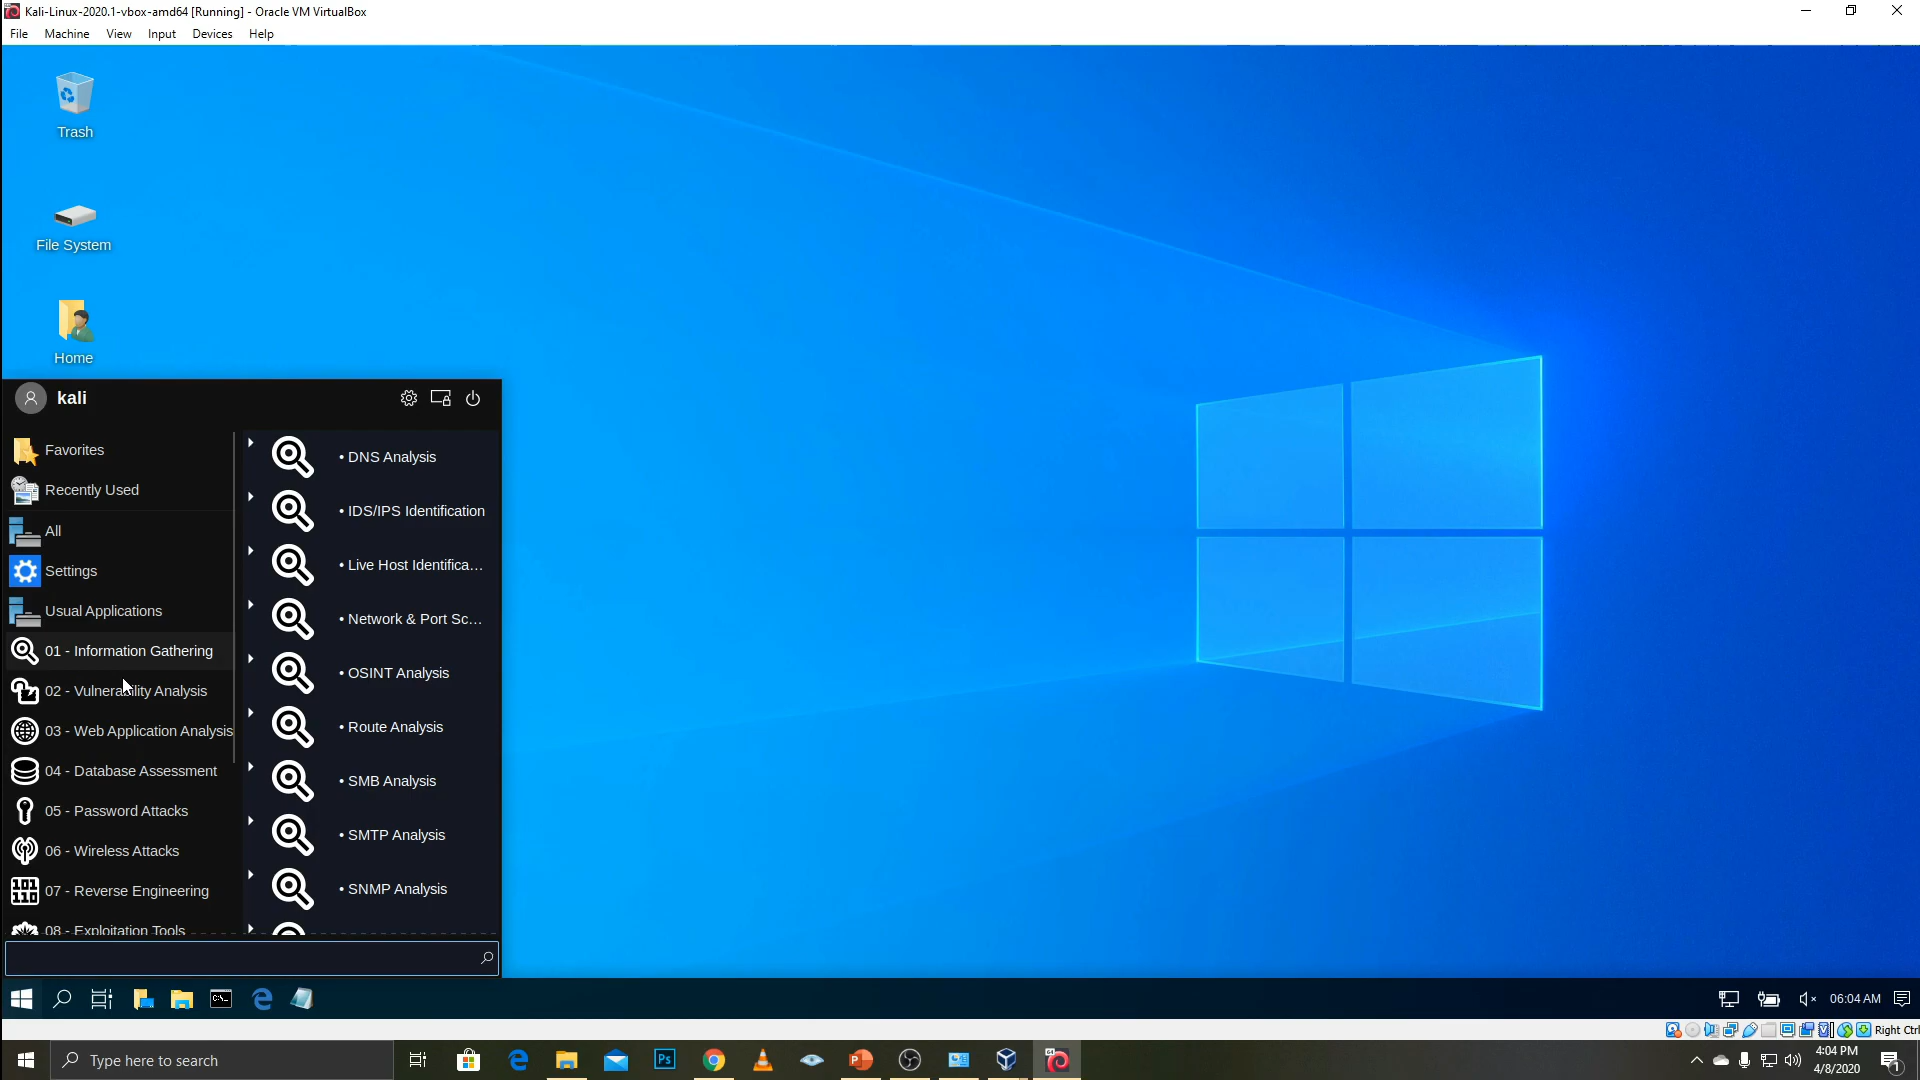 Kali-Linux-2020.1-vbox-amd64 [Running] - Oracle VM VirtualBox
File Machine View Input Devices Help
Trash
File System
Home
kali
Favorites
Recently Used
All
Settings
Usual Applications
01 - Information Gathering
02 - Vulnerability Analysis
03 - Web Application Analysis
04 - Database Assessment
05 - Password Attacks
06 - Wireless Attacks
07 - Reverse Engineering
08 - Exploitation Tools
• DNS Analysis
• IDS/IPS Identification
• Live Host Identifica...
• Network & Port Sc...
• OSINT Analysis
• Route Analysis
• SMB Analysis
• SMTP Analysis
• SNMP Analysis
06:04 AM
Right Ctrl
Type here to search
Ps
4:04 PM
4/8/2020
1